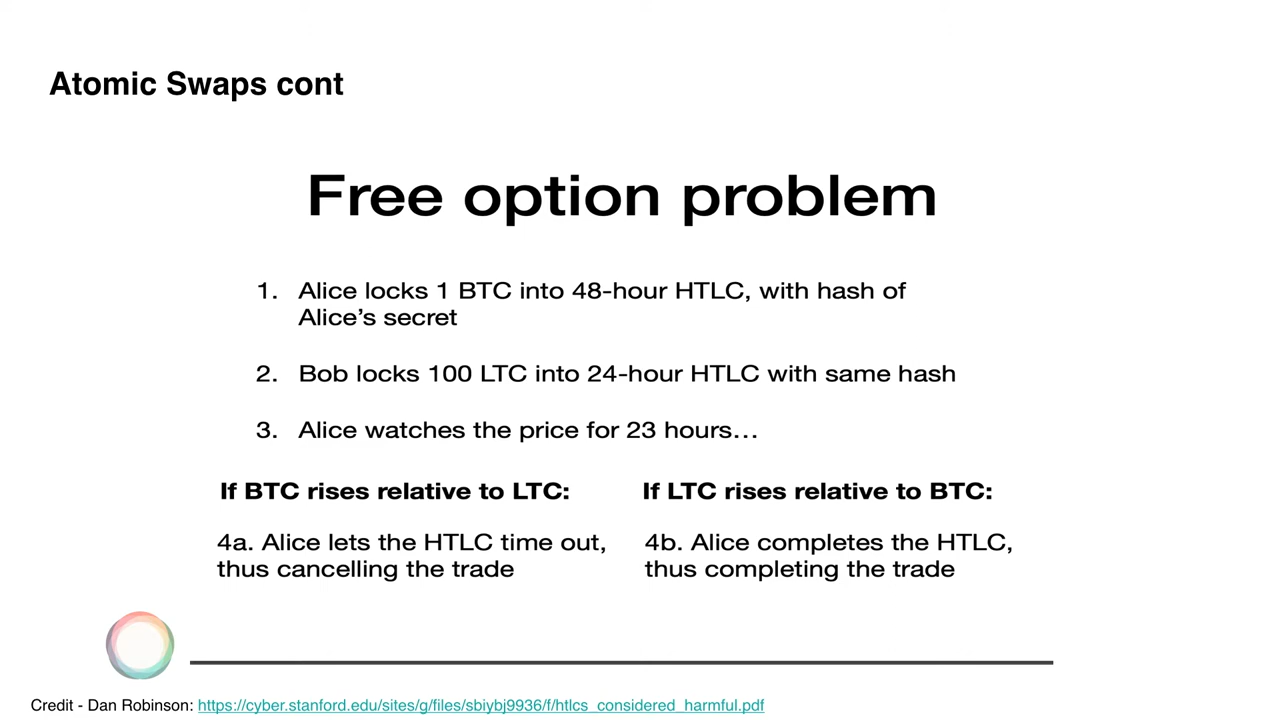 Atomic Swaps cont
Free option problem
1. Alice locks 1 BTC into 48-hour HTLC, with hash of
Alice’s secret
2. Bob locks 100 LTC into 24-hour HTLC with same hash
3. Alice watches the price for 23 hours…
If BTC rises relative to LTC:
4a. Alice lets the HTLC time out,
thus cancelling the trade
If LTC rises relative to BTC:
4b. Alice completes the HTLC,
thus completing the trade
Credit - Dan Robinson: https://cyber.stanford.edu/sites/g/files/sbiybj9936/f/htlcs_considered_harmful.pdf